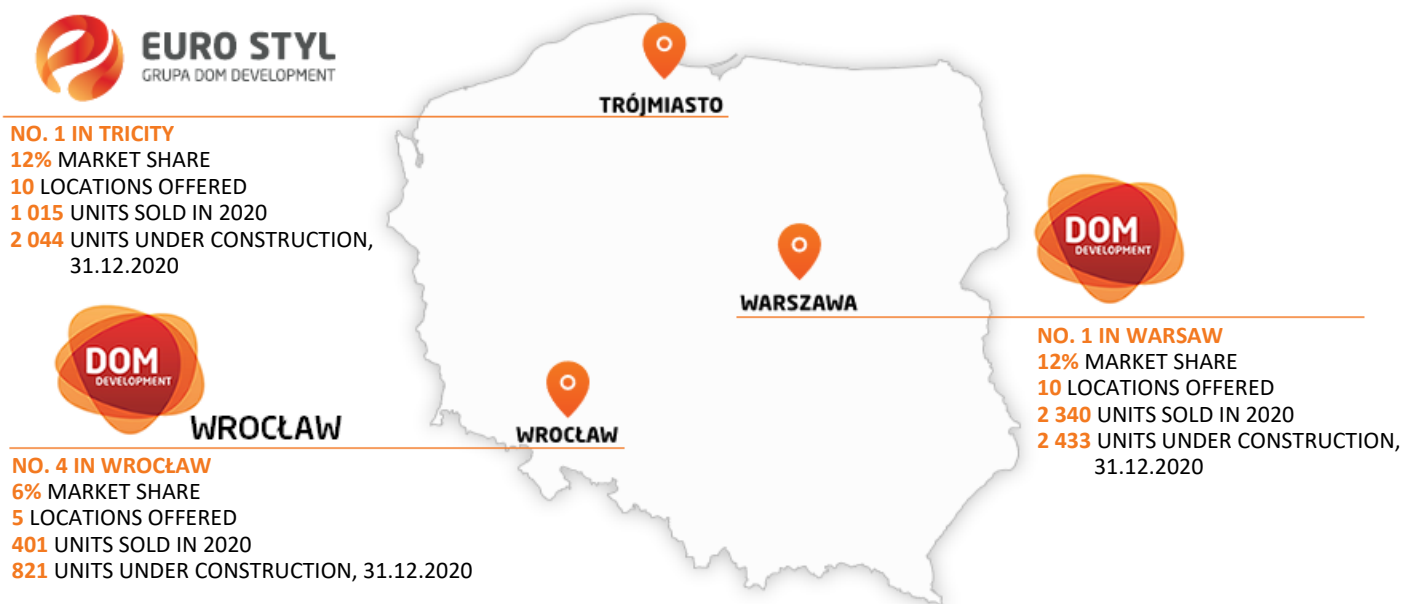 EURO STYL
GRUPA DOM DEVELOPMENT
TRÓJMIASTO
NO. 1 IN TRICITY
12% MARKET SHARE
10 LOCATIONS OFFERED
1 015 UNITS SOLD IN 2020
2 044 UNITS UNDER CONSTRUCTION,
31.12.2020
DOM
DEVELOPMENT
WARSZAWA
NO. 1 IN WARSAW
12% MARKET SHARE
10 LOCATIONS OFFERED
2 340 UNITS SOLD IN 2020
2 433 UNITS UNDER CONSTRUCTION,
31.12.2020
DOM
DEVELOPMENT
WROCŁAW
WROCŁAW
NO. 4 IN WROCŁAW
6% MARKET SHARE
5 LOCATIONS OFFERED
401 UNITS SOLD IN 2020
821 UNITS UNDER CONSTRUCTION, 31.12.2020